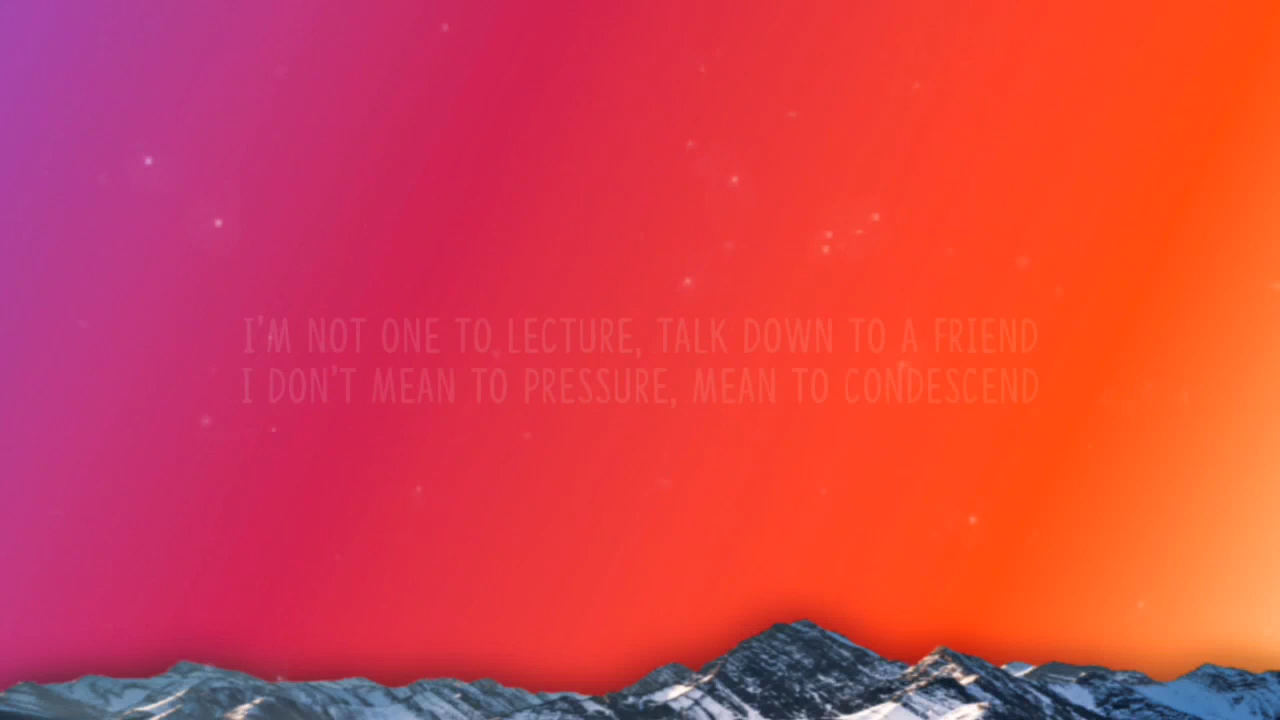 I'M NOT ONE TO LECTURE, TALK DOWN TO A FRIEND
I DON'T MEAN TO PRESSURE, MEAN TO CONDESCEND